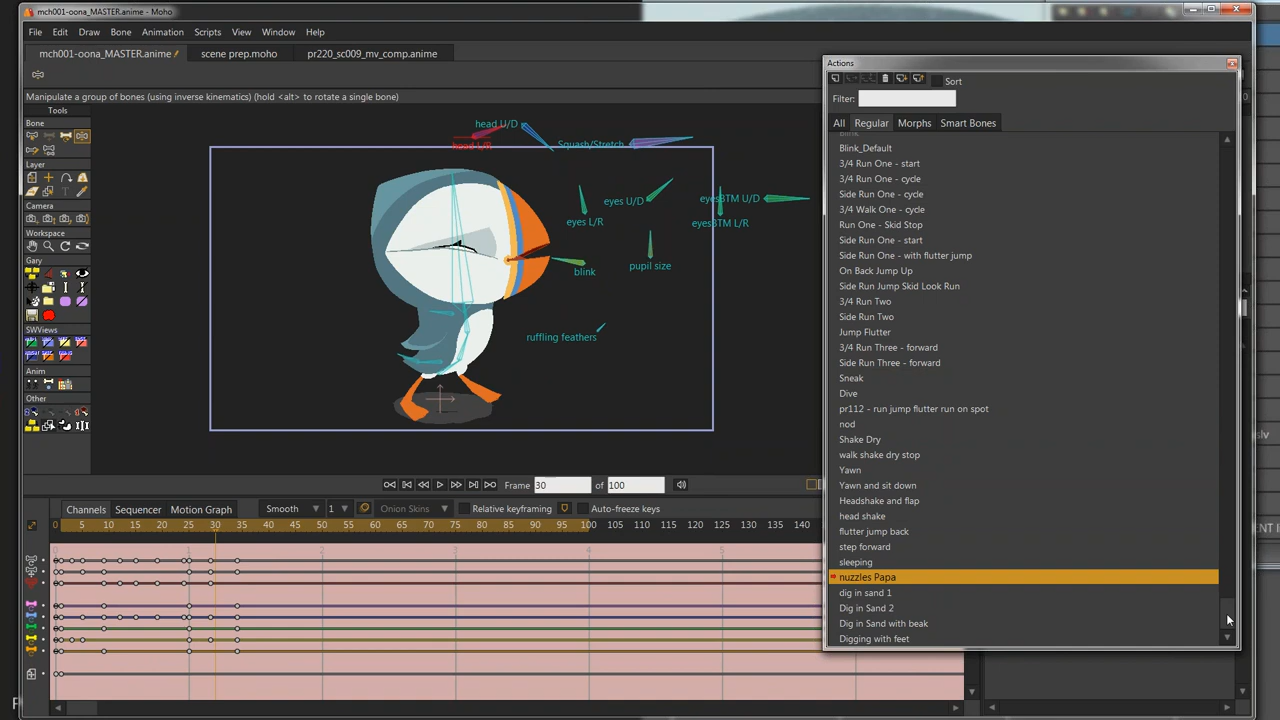 mch001-oona_MASTER.anime - Moho
File Edit Draw Bone Animation Scripts View Window Help
mch001-oona_MASTER.anime scene prep.moho pr220_sc009_mv_comp.anime
Manipulate a group of bones (using inverse kinematics) (hold <alt> to rotate a single bone)
Tools
Bone
Layer
Camera
Workspace
Gary
SWViews
Anim
Other
head U/D
head L/R
Squash/Stretch
eyes U/D
eyesBTM U/D
eyes L/R
eyesBTM L/R
blink
pupil size
ruffling feathers
Frame 30 of 100
Channels Sequencer Motion Graph Smooth 1 Onion Skins Relative keyframing Auto-freeze keys
0 5 10 15 20 25 30 35 40 45 50 55 60 65 70 75 80 85 90 95 100 105 110 115 120 125 130 135 140
0 1 2 3 4 5
Actions
Sort
Filter:
All Regular Morphs Smart Bones
Blink
Blink_Default
3/4 Run One - start
3/4 Run One - cycle
Side Run One - cycle
3/4 Walk One - cycle
Run One - Skid Stop
Side Run One - start
Side Run One - with flutter jump
On Back Jump Up
Side Run Jump Skid Look Run
3/4 Run Two
Side Run Two
Jump Flutter
3/4 Run Three - forward
Side Run Three - forward
Sneak
Dive
pr112 - run jump flutter run on spot
nod
Shake Dry
walk shake dry stop
Yawn
Yawn and sit down
Headshake and flap
head shake
flutter jump back
step forward
sleeping
nuzzles Papa
dig in sand 1
Dig in Sand 2
Dig in Sand with beak
Digging with feet